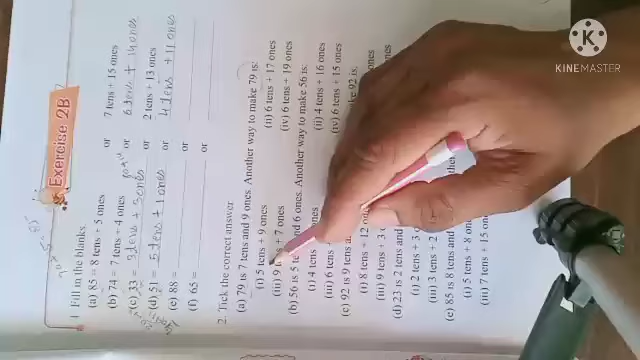 Exercise 2B
1 Fill in the blanks.
(a) 85 = 8 tens + 5 ones or 7 tens + 15 ones
(b) 74 = 7 tens + 4 ones or 6 tens + 14 ones
(c) 33 = 3 tens + 3 ones or 2 tens + 13 ones
(d) 51 = 5 tens + 1 ones or 4 tens + 11 ones
(e) 88 = or
(f) 65 = or
2. Tick the correct answer
(a) 79 is 7 tens and 9 ones. Another way to make 79 is:
(i) 5 tens + 9 ones (ii) 6 tens + 17 ones
(iii) 9 + 7 ones (iv) 6 tens + 19 ones
(b) 56 is 5 and 6 ones. Another way to make 56 is:
(i) 4 tens ones (ii) 4 tens + 16 ones
(iii) 6 tens (iv) 6 tens + 15 ones
(c) 92 is 9 tens 92 is:
(i) 8 tens + 12 ones
(iii) 9 tens + 3 ones
(d) 23 is 2 tens and
(i) 2 tens + 3
(iii) 3 tens + 2
(e) 85 is 8 tens and
(i) 5 tens + 8 ones
(iii) 7 tens + 15 ones
KINEMASTER